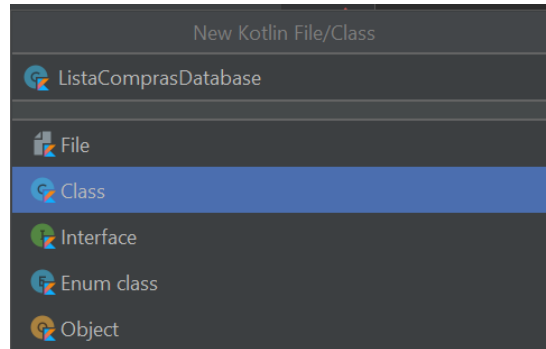 New Kotlin File/Class
ListaComprasDatabase
File
Class
Interface
Enum class
Object